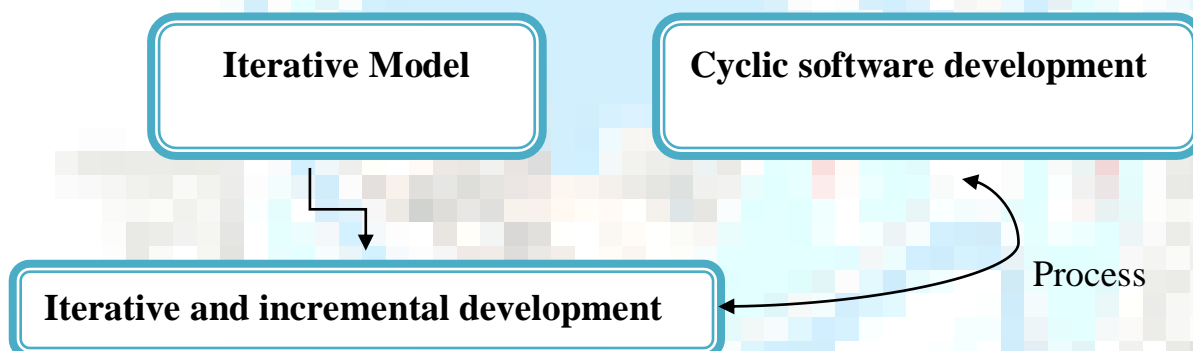 Iterative Model
Cyclic software development
Process
Iterative and incremental development